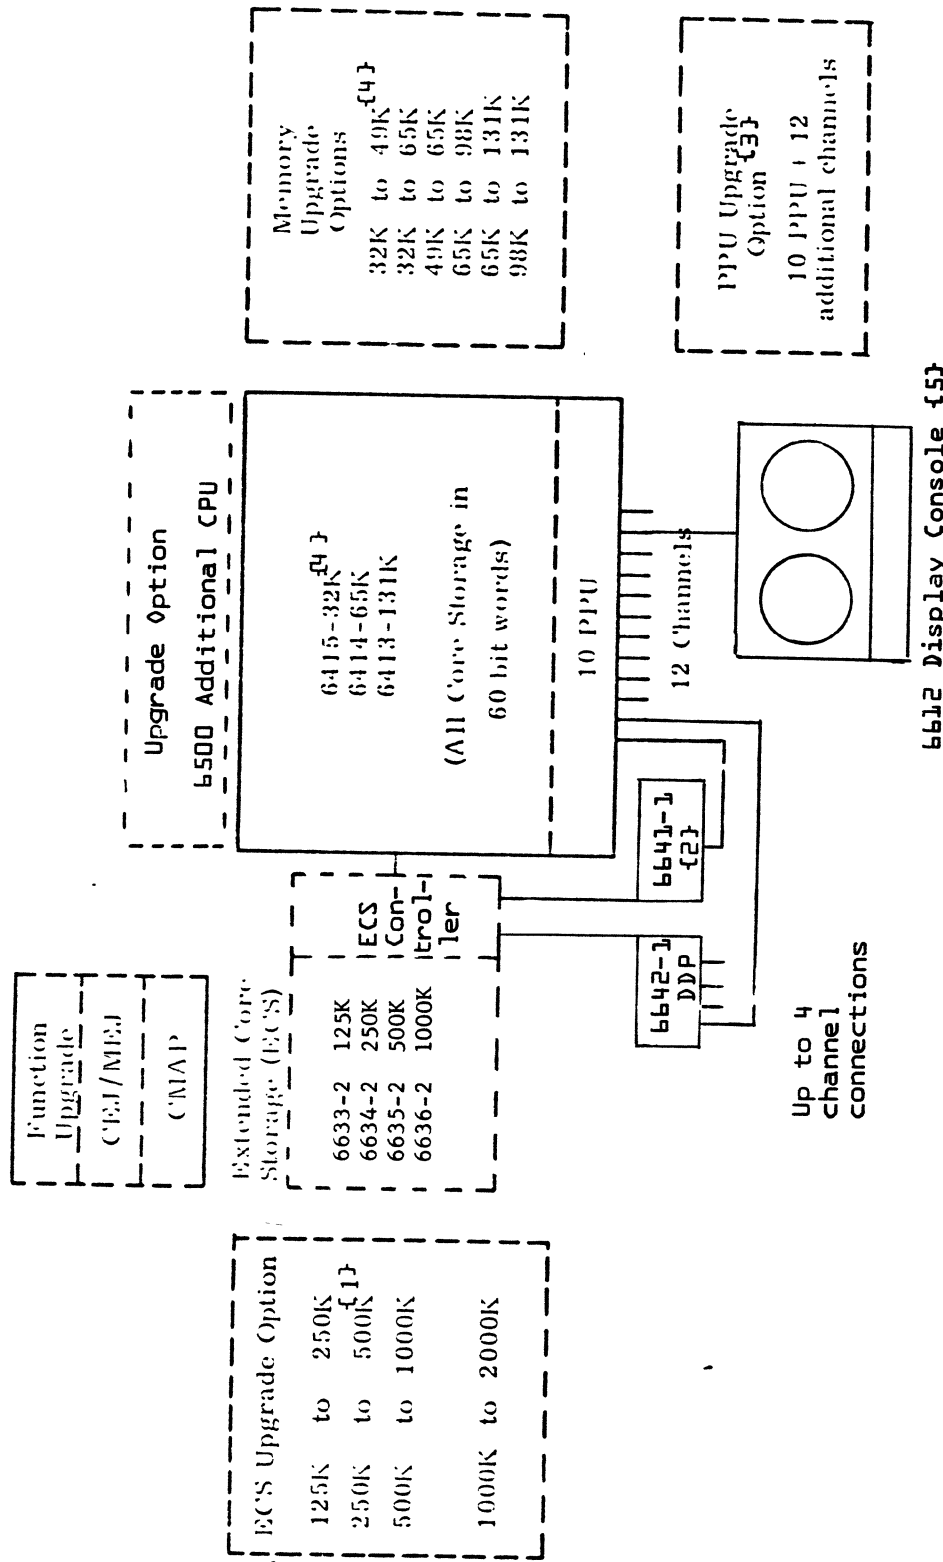 Function
Upgrade
CEJ/MEJ
CMAP
Upgrade Option
6500 Additional CPU
Memory
Upgrade
Options
32K to 49K {4}
32K to 65K
49K to 65K
65K to 98K
65K to 131K
98K to 131K
ECS Upgrade Option
125K to 250K
250K to 500K {1}
500K to 1000K
1000K to 2000K
Extended Core
Storage (ECS)
6633-2 125K
6634-2 250K
6635-2 500K
6636-2 1000K
ECS
Con-
trol-
ler
6415-32K {4}
6414-65K
6413-131K
(All Core Storage in
60 bit words)
10 PPU
12 Channels
PPU Upgrade
Option {3}
10 PPU + 12
additional channels
6642-1
DDP
6641-1
{2}
Up to 4
channel
connections
6612 Display Console {5}